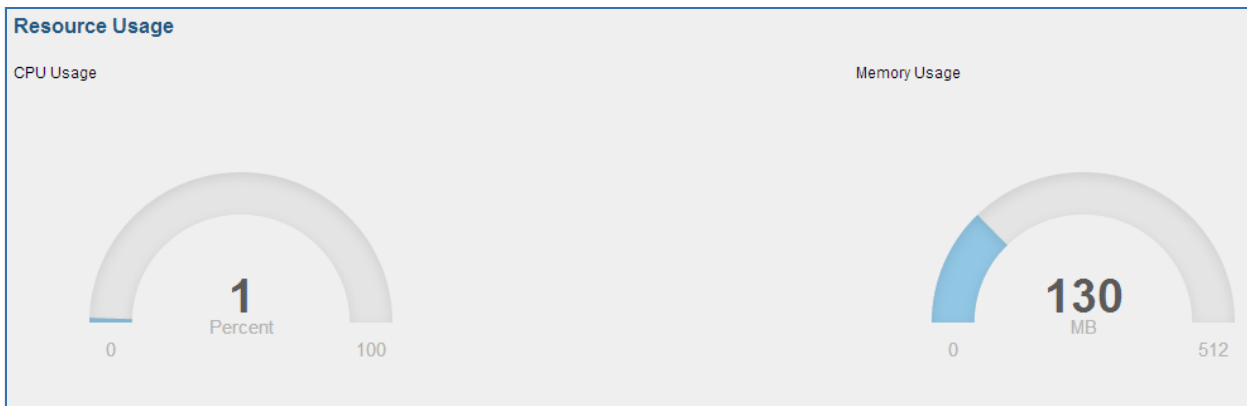 Resource Usage
CPU Usage
Memory Usage
1
Percent
0
100
130
MB
0
512